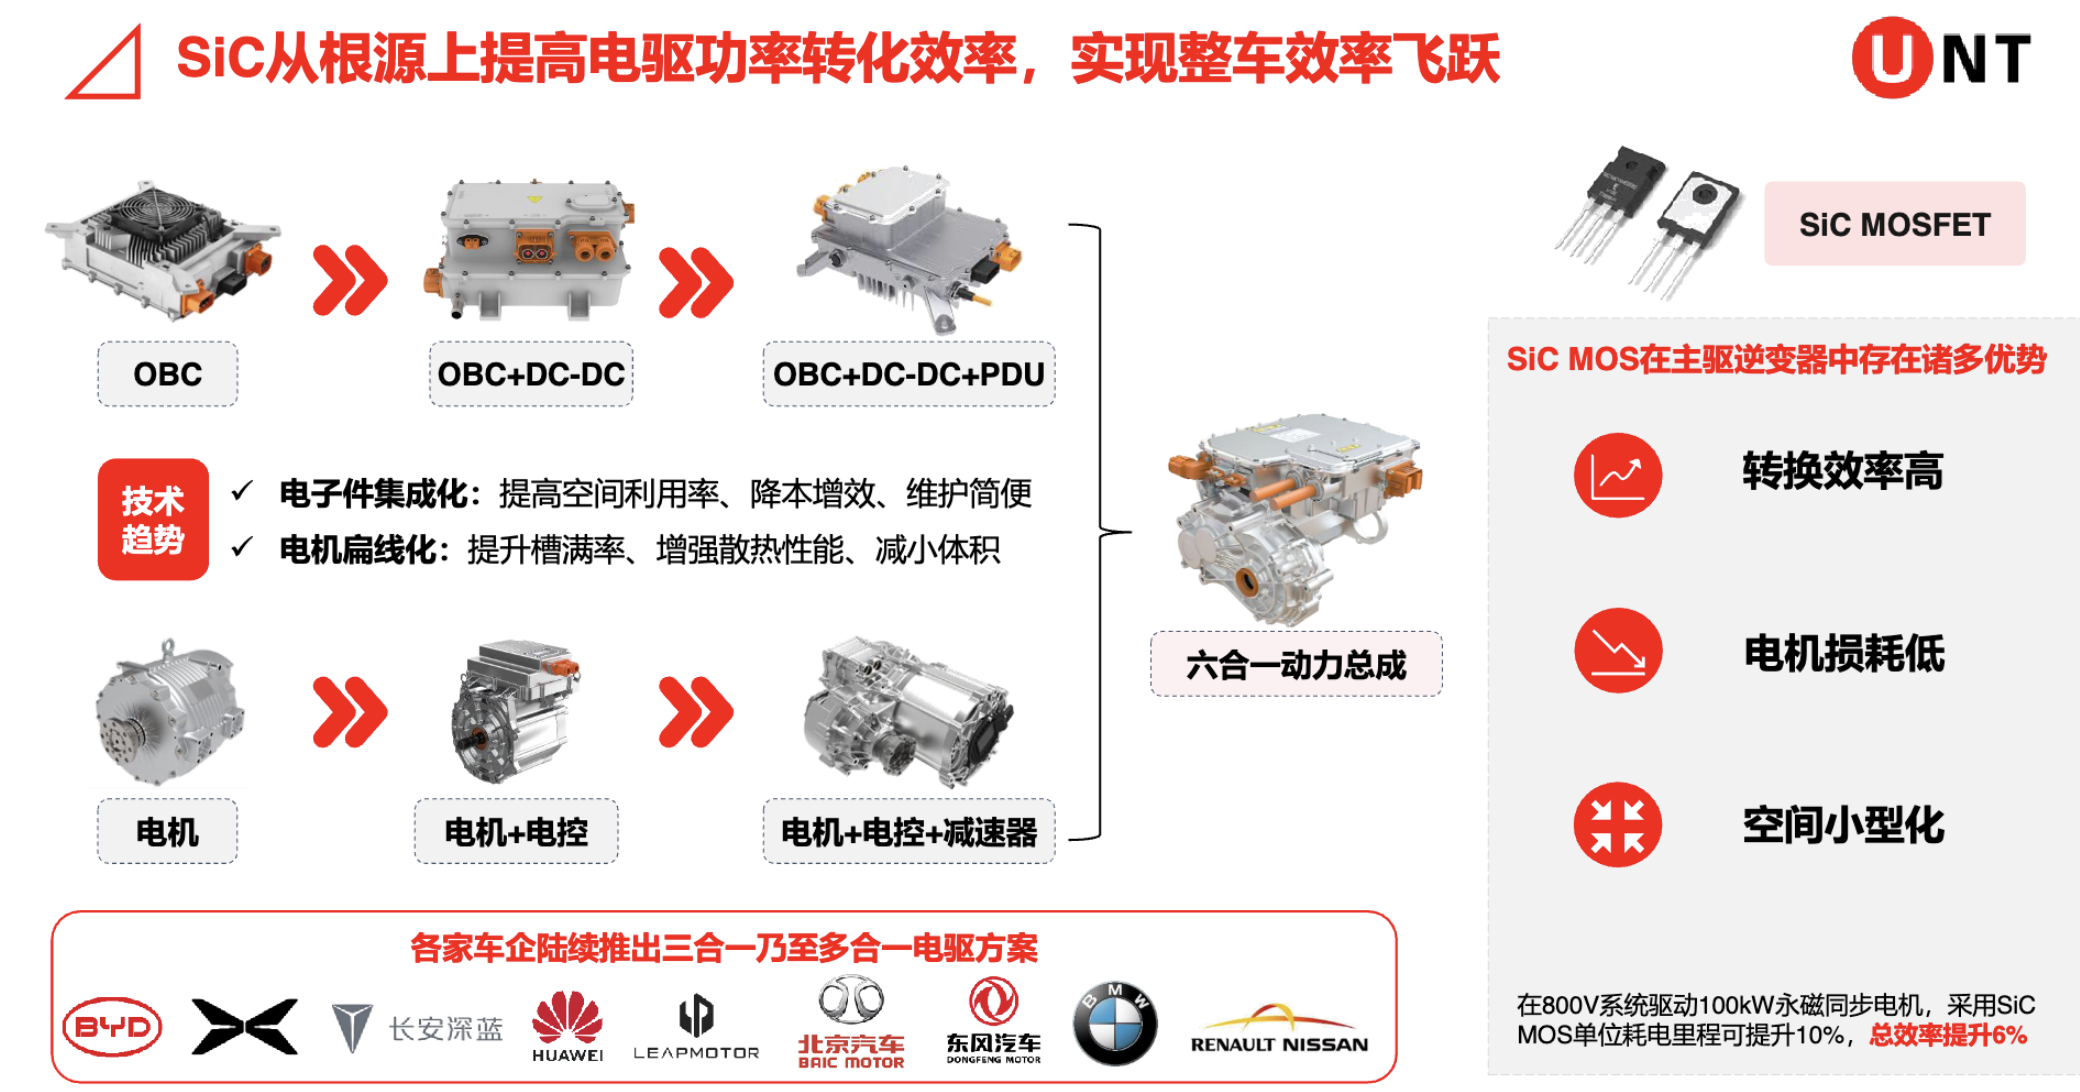 SiC从根源上提高电驱功率转化效率，实现整车效率飞跃
UNT
SiC MOSFET
OBC
OBC+DC-DC
OBC+DC-DC+PDU
技术
趋势
✓ 电子件集成化：提高空间利用率、降本增效、维护简便
✓ 电机扁线化：提升槽满率、增强散热性能、减小体积
六合一动力总成
电机
电机+电控
电机+电控+减速器
SiC MOS在主驱逆变器中存在诸多优势
转换效率高
电机损耗低
空间小型化
在800V系统驱动100kW永磁同步电机，采用SiC
MOS单位耗电里程可提升10%，总效率提升6%
各家车企陆续推出三合一乃至多合一电驱方案
BYD
长安深蓝
HUAWEI
LEAPMOTOR
北京汽车
BAIC MOTOR
东风汽车
DONGFENG MOTOR
BMW
RENAULT NISSAN